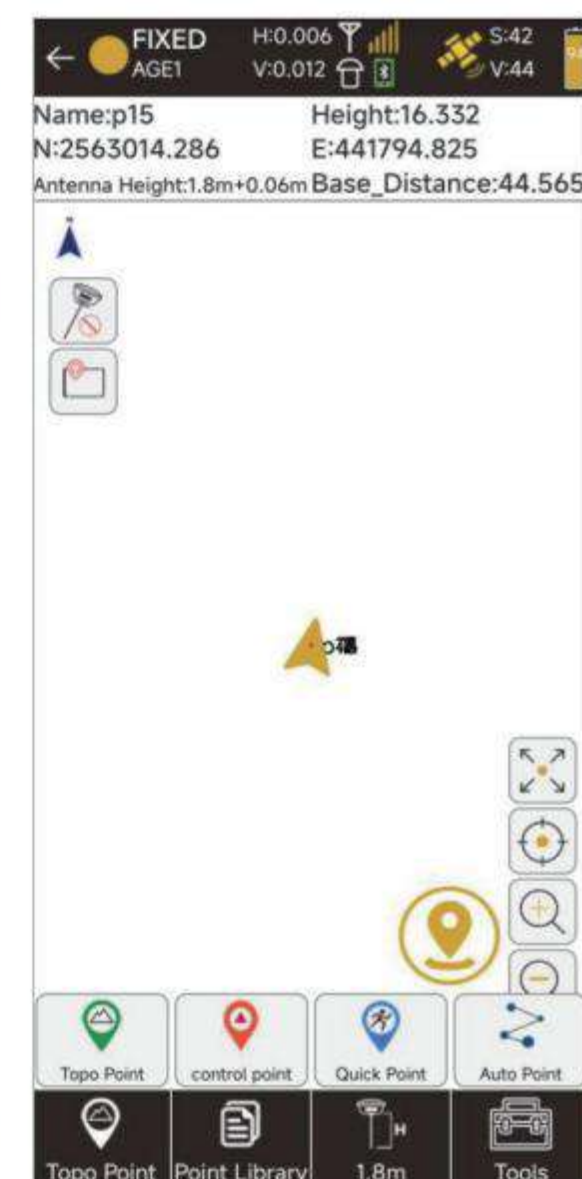 FIXED H:0.006 S:42
AGE1 V:0.012 V:44
Name:p15 Height:16.332
N:2563014.286 E:441794.825
Antenna Height:1.8m+0.06m Base_Distance:44.565
Topo Point control point Quick Point Auto Point
H
Topo Point Point Library 1.8m Tools